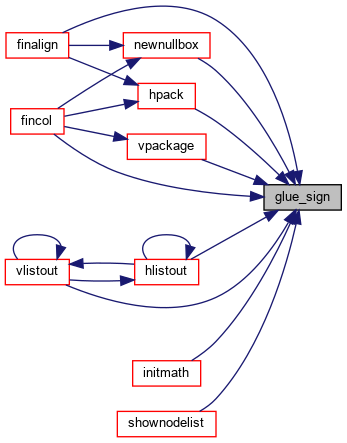 finalign
newnullbox
hpack
fincol
vpackage
glue_sign
vlistout
hlistout
initmath
shownodelist